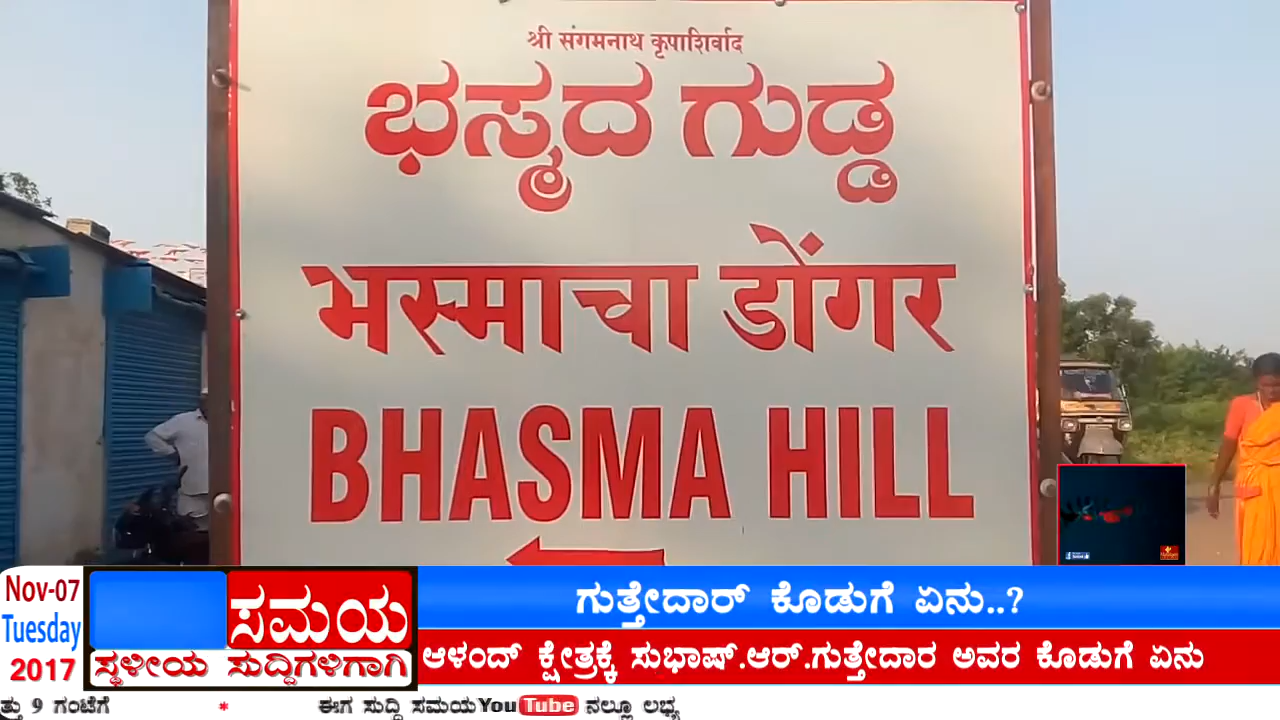 श्री संगमनाथ कृपाशिर्वाद
ಭಸ್ಮದ ಗುಡ್ಡ
भस्माचा डोंगर
BHASMA HILL
Nov-07
Tuesday
2017
ಸಮಯ
ಸ್ಥಳೀಯ ಸುದ್ದಿಗಳಿಗಾಗಿ
ಗುತ್ತೇದಾರ್ ಕೊಡುಗೆ ಏನು..?
ಆಳಂದ್ ಕ್ಷೇತ್ರಕ್ಕೆ ಸುಭಾಷ್.ಆರ್.ಗುತ್ತೇದಾರ ಅವರ ಕೊಡುಗೆ ಏನು
ತ್ತು 9 ಗಂಟೆಗೆ * ಈಗ ಸುದ್ದಿ ಸಮಯ YouTube ನಲ್ಲೂ ಲಭ್ಯ